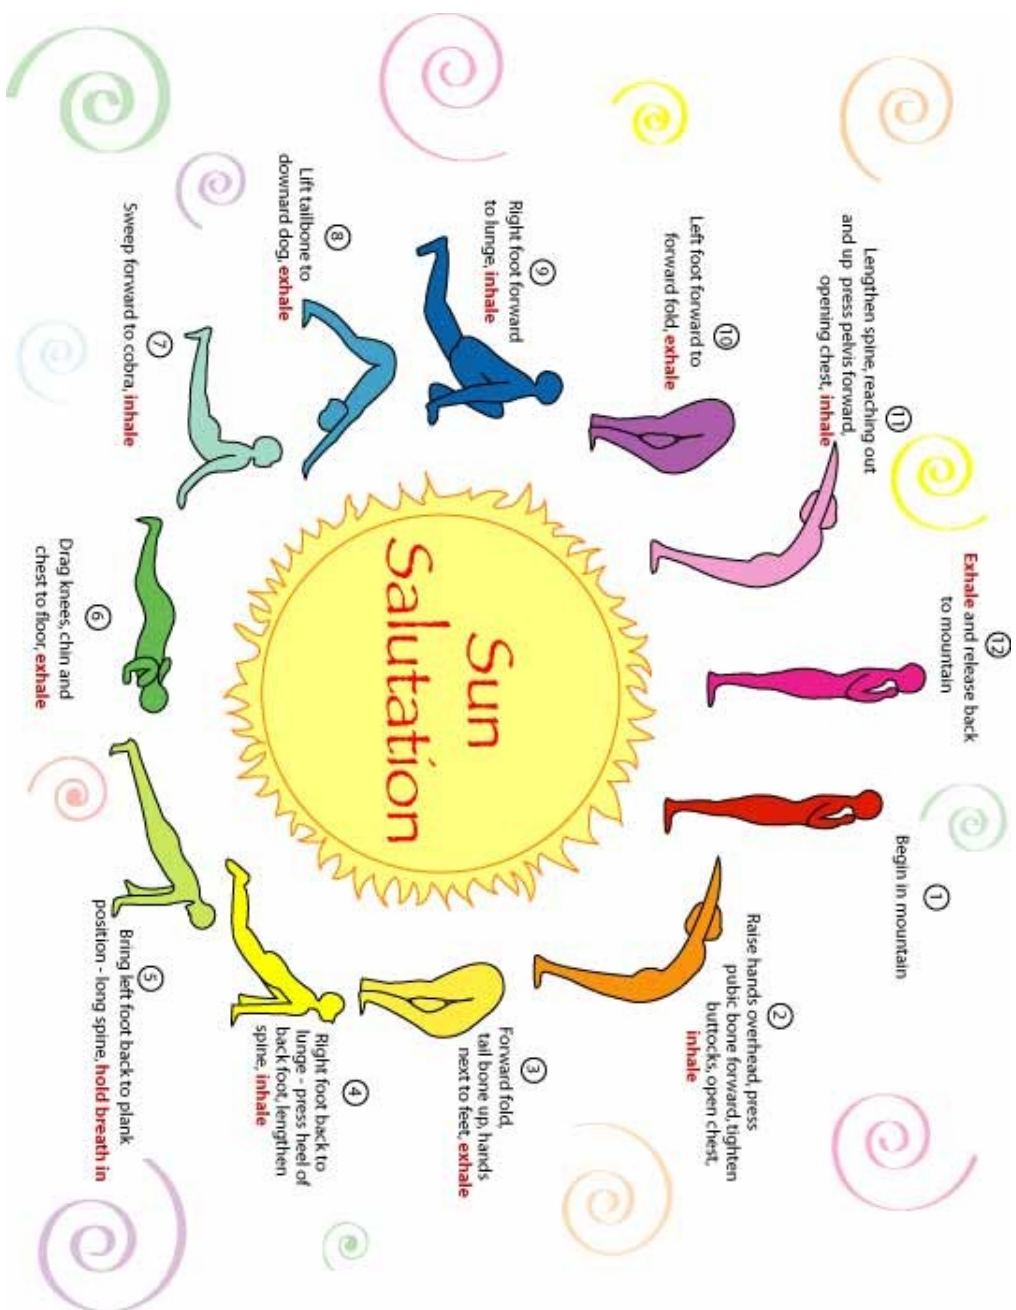 Sun
Salutation
1
Begin in mountain
2
Raise hands overhead, press
pubic bone forward, tighten
buttocks, open chest,
inhale
3
Forward fold,
tail bone up, hands
next to feet, exhale
4
Right foot back to
lunge - press heel of
back foot, lengthen
spine, inhale
5
Bring left foot back to plank
position - long spine, hold breath in
6
Drag knees, chin and
chest to floor, exhale
7
Sweep forward to cobra, inhale
8
Lift tailbone to
downard dog, exhale
9
Right foot forward
to lunge, inhale
10
Left foot forward to
forward fold, exhale
11
Lengthen spine, reaching out
and up press pelvis forward,
opening chest, inhale
12
Exhale and release back
to mountain